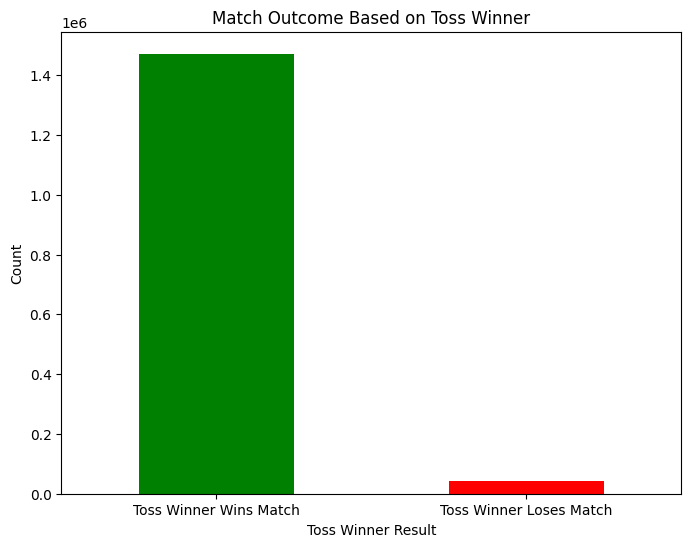 Match Outcome Based on Toss Winner
1e6
1.4
1.2
1.0
0.8
0.6
0.4
0.2
0.0
Count
Toss Winner Wins Match
Toss Winner Loses Match
Toss Winner Result